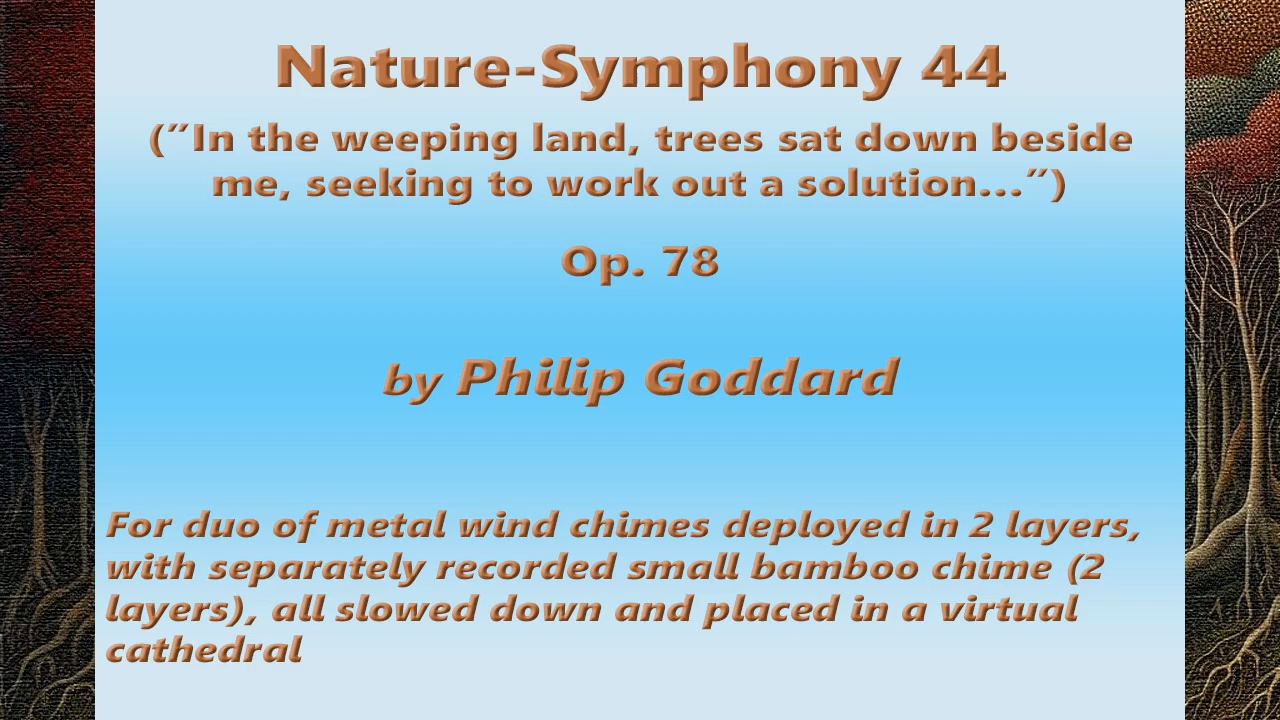 Nature-Symphony 44
(″In the weeping land, trees sat down beside
me, seeking to work out a solution...″)
Op. 78
by Philip Goddard
For duo of metal wind chimes deployed in 2 layers,
with separately recorded small bamboo chime (2
layers), all slowed down and placed in a virtual
cathedral